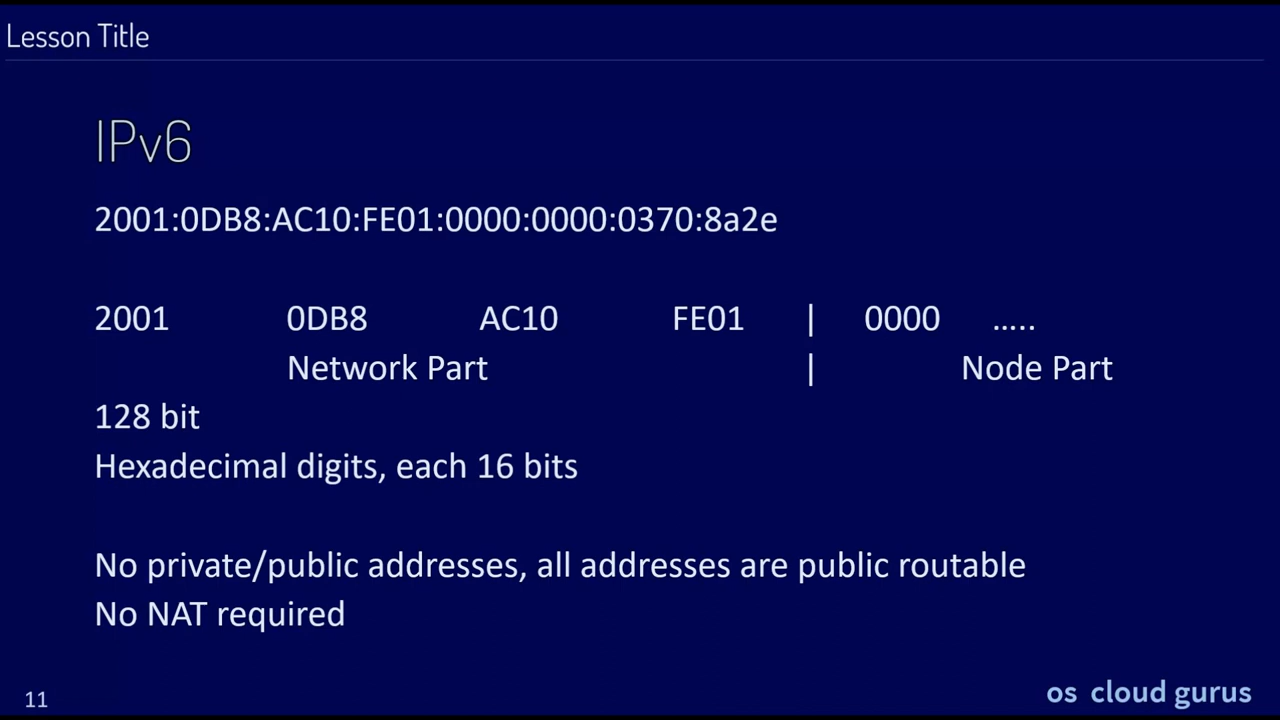 Lesson Title
IPv6
2001:0DB8:AC10:FE01:0000:0000:0370:8a2e
2001 0DB8 AC10 FE01 | 0000 .....
Network Part | Node Part
128 bit
Hexadecimal digits, each 16 bits
No private/public addresses, all addresses are public routable
No NAT required
11
os cloud gurus